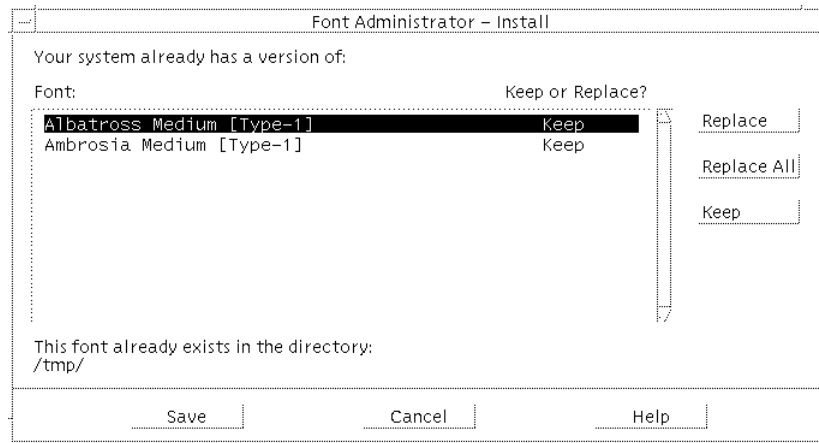 Font Administrator – Install
Your system already has a version of:
Font: Keep or Replace?
Albatross Medium [Type-1] Keep
Ambrosia Medium [Type-1] Keep
Replace
Replace All
Keep
This font already exists in the directory:
/tmp/
Save Cancel Help